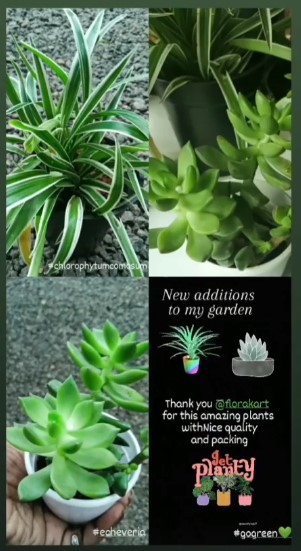 #chlorophytumcomosum
New additions
to my garden
Thank you @florakart
for this amazing plants
withNice quality
and packing
Let
planty
#echeveria
#gogreen